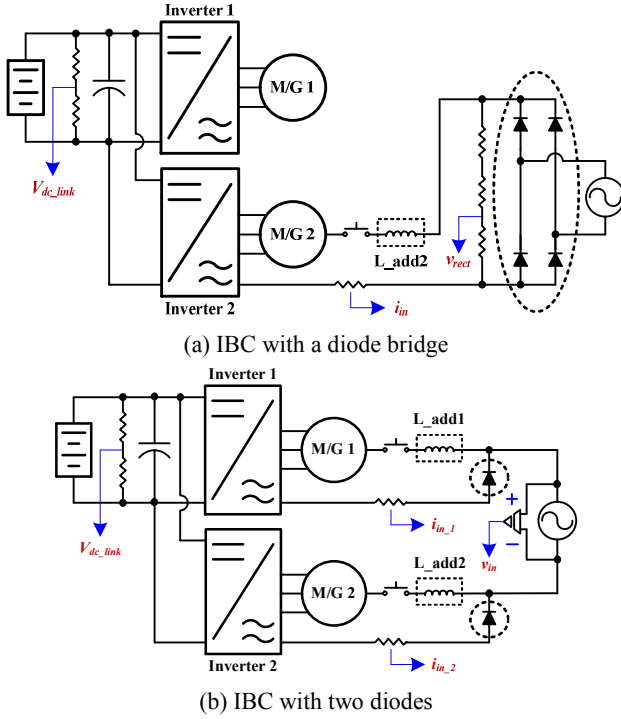 Inverter 1
M/G 1
V_dc_link
M/G 2
L_add2
v_rect
Inverter 2
i_in
(a) IBC with a diode bridge
Inverter 1
L_add1
M/G 1
+
i_in_1
V_dc_link
v_in
−
L_add2
M/G 2
i_in_2
Inverter 2
(b) IBC with two diodes